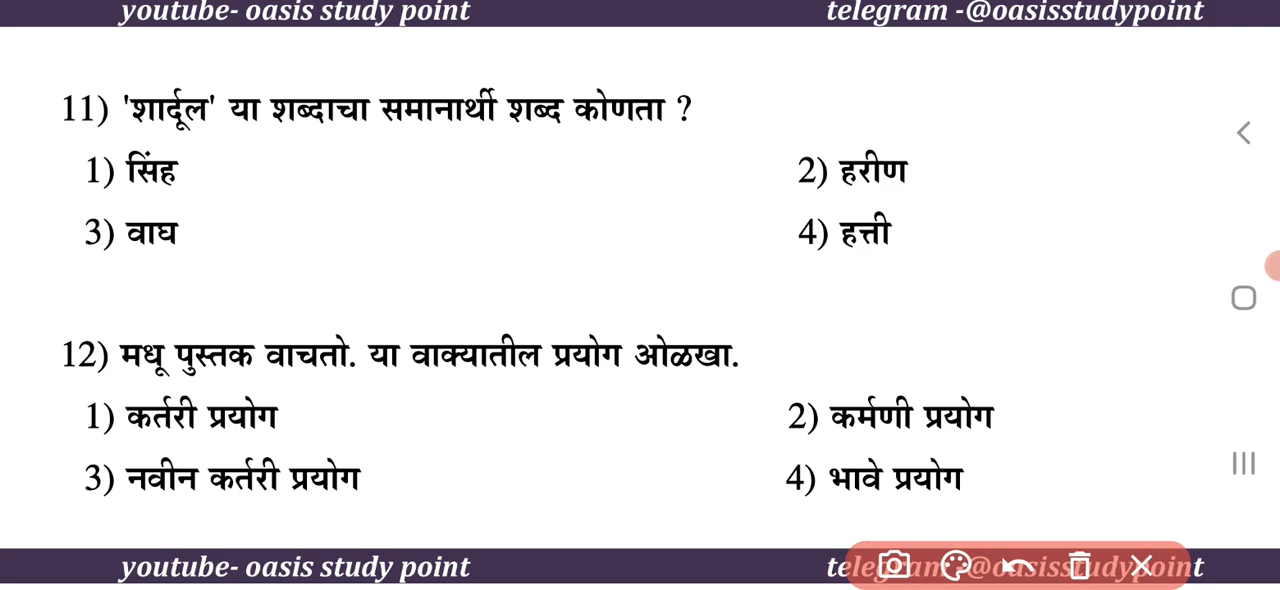 youtube- oasis study point telegram -@oasisstudypoint
11) 'शार्दूल' या शब्दाचा समानार्थी शब्द कोणता ?
1) सिंह 2) हरीण
3) वाघ 4) हत्ती
12) मधू पुस्तक वाचतो. या वाक्यातील प्रयोग ओळखा.
1) कर्तरी प्रयोग 2) कर्मणी प्रयोग
3) नवीन कर्तरी प्रयोग 4) भावे प्रयोग
youtube- oasis study point telegram -@oasisstudypoint